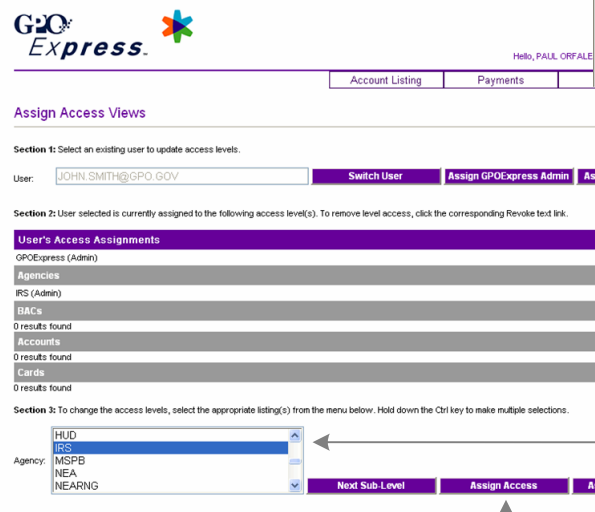 GPO
Express
Hello, PAUL ORFALE
Account Listing Payments
Assign Access Views
Section 1: Select an existing user to update access levels.
User: JOHN.SMITH@GPO.GOV Switch User Assign GPOExpress Admin As
Section 2: User selected is currently assigned to the following access level(s). To remove level access, click the corresponding Revoke text link.
User's Access Assignments
GPOExpress (Admin)
Agencies
IRS (Admin)
BACs
0 results found
Accounts
0 results found
Cards
0 results found
Section 3: To change the access levels, select the appropriate listing(s) from the menu below. Hold down the Ctrl key to make multiple selections.
HUD
IRS
Agency: MSPB
NEA
NEARNG Next Sub-Level Assign Access A